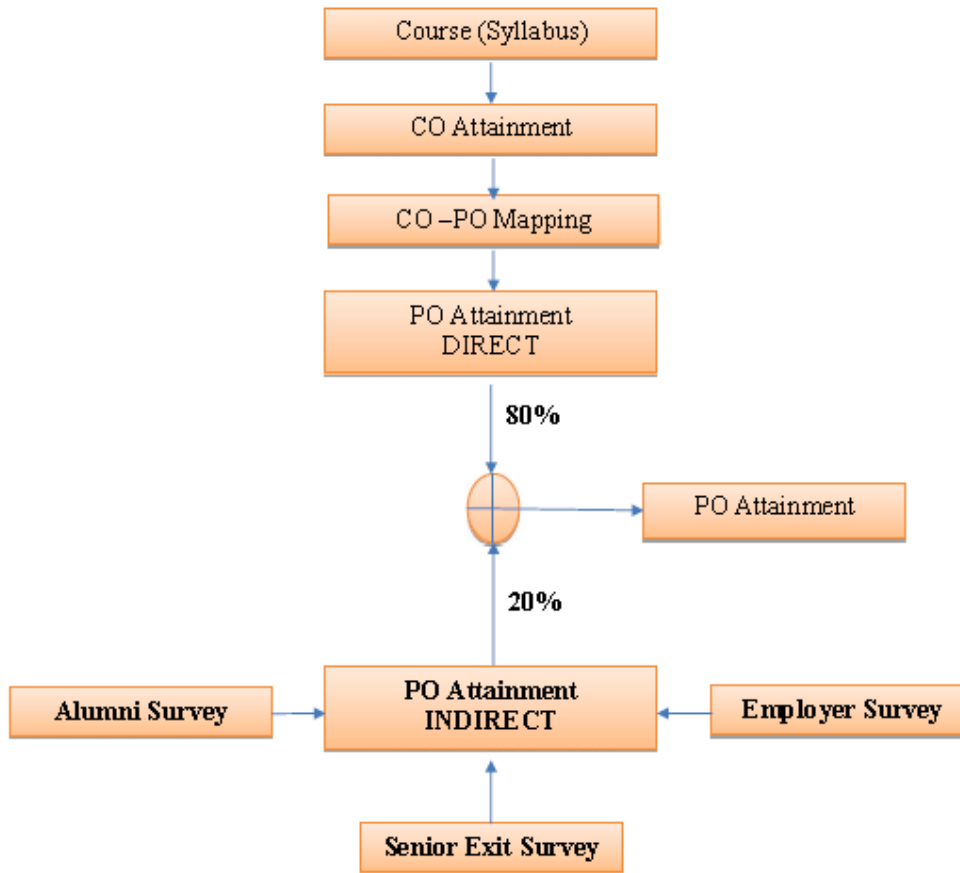 Course (Syllabus)
CO Attainment
CO –PO Mapping
PO Attainment
DIRECT
80%
PO Attainment
20%
PO Attainment
INDIRECT
Alumni Survey
Employer Survey
Senior Exit Survey